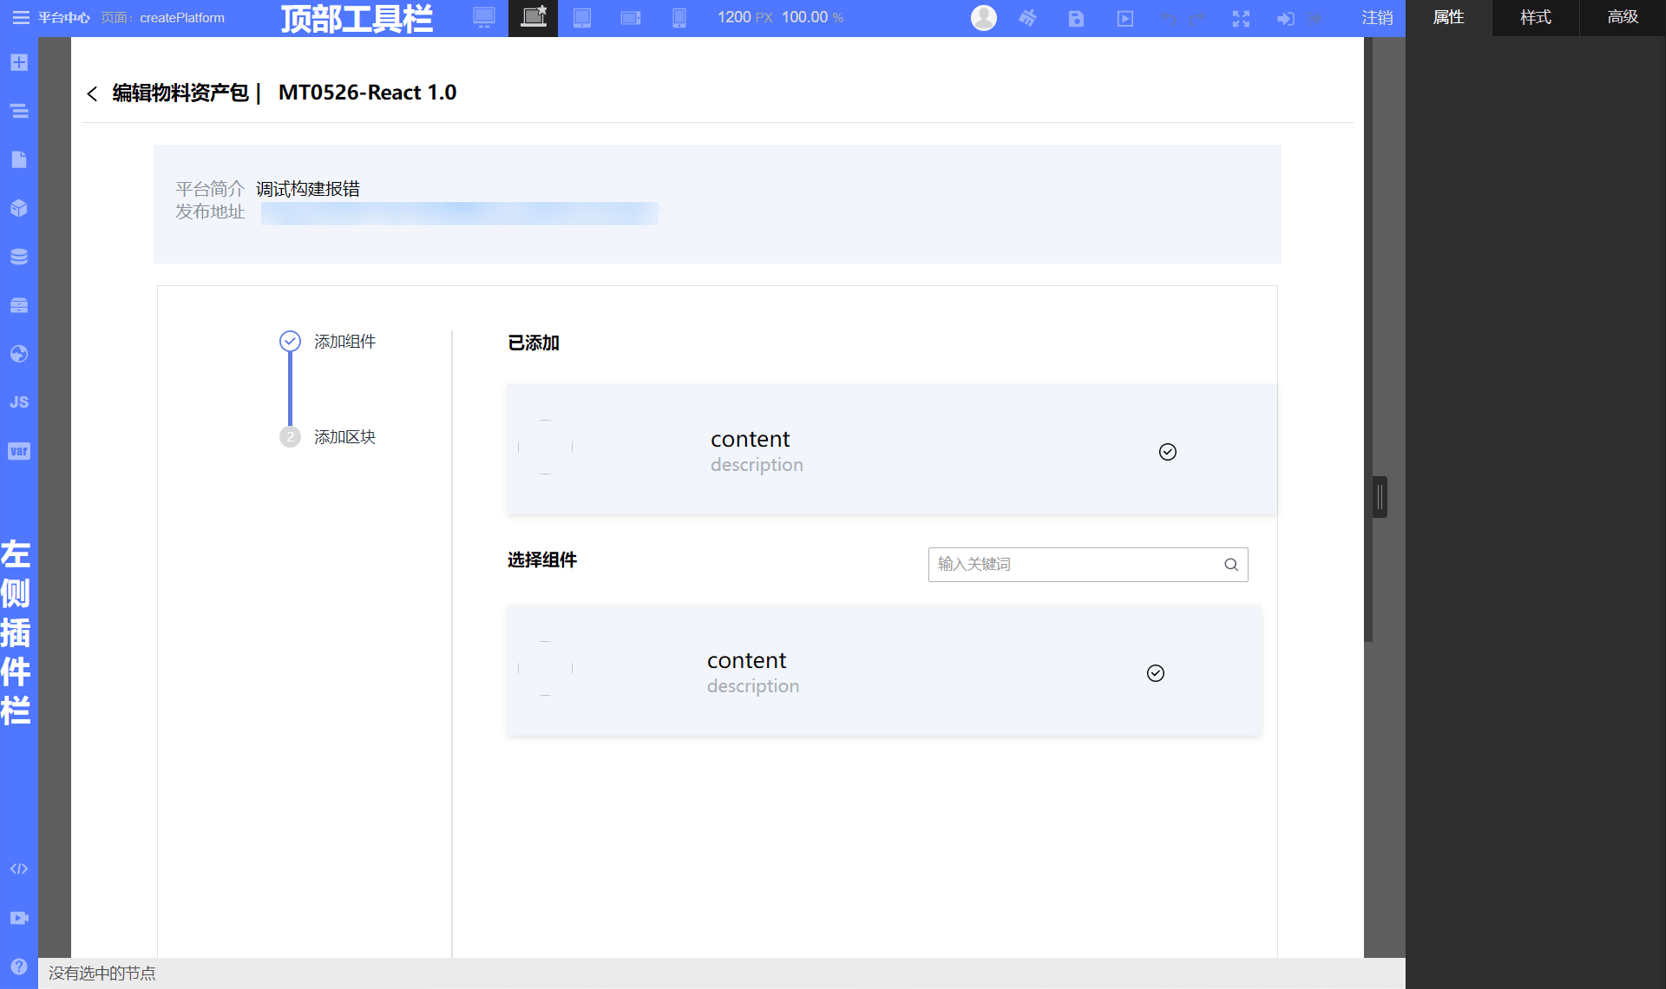 平台中心 页面: createPlatform 顶部工具栏 1200 PX 100.00 % 注销 属性 样式 高级
编辑物料资产包 | MT0526-React 1.0
平台简介 调试构建报错
发布地址
添加组件
2 添加区块
已添加
content
description
选择组件
输入关键词
content
description
JS
var
左侧插件栏
</>
?
没有选中的节点